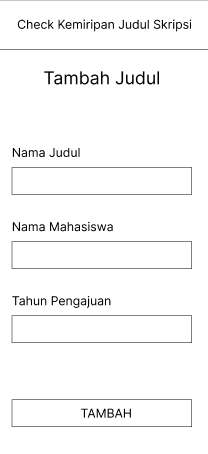 Check Kemiripan Judul Skripsi
Tambah Judul
Nama Judul
Nama Mahasiswa
Tahun Pengajuan
TAMBAH